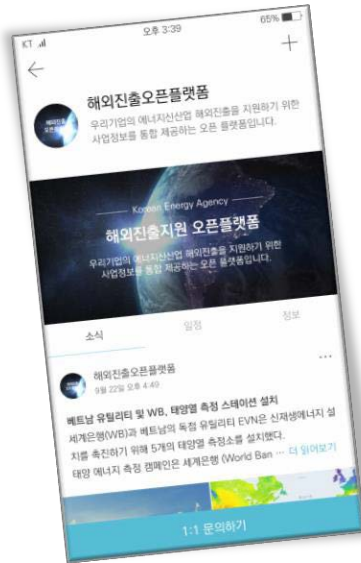 KT
오후 3:39
65%
해외진출오픈플랫폼
우리기업의 에너지신산업 해외진출을 지원하기 위한
사업정보를 통합 제공하는 오픈 플랫폼입니다.
Korean Energy Agency
해외진출지원 오픈플랫폼
우리기업의 에너지신산업 해외진출을 지원하기 위한
사업정보를 통합 제공하는 오픈 플랫폼입니다.
소식
일정
정보
해외진출오픈플랫폼
9월 22일 오후 4:49
베트남 유틸리티 및 WB, 태양열 측정 스테이션 설치
세계은행(WB)과 베트남의 독점 유틸리티 EVN은 신재생에너지 설
치를 촉진하기 위해 5개의 태양열 측정소를 설치했다.
태양 에너지 측정 캠페인은 세계은행 (World Ban … 더 읽어보기
1:1 문의하기